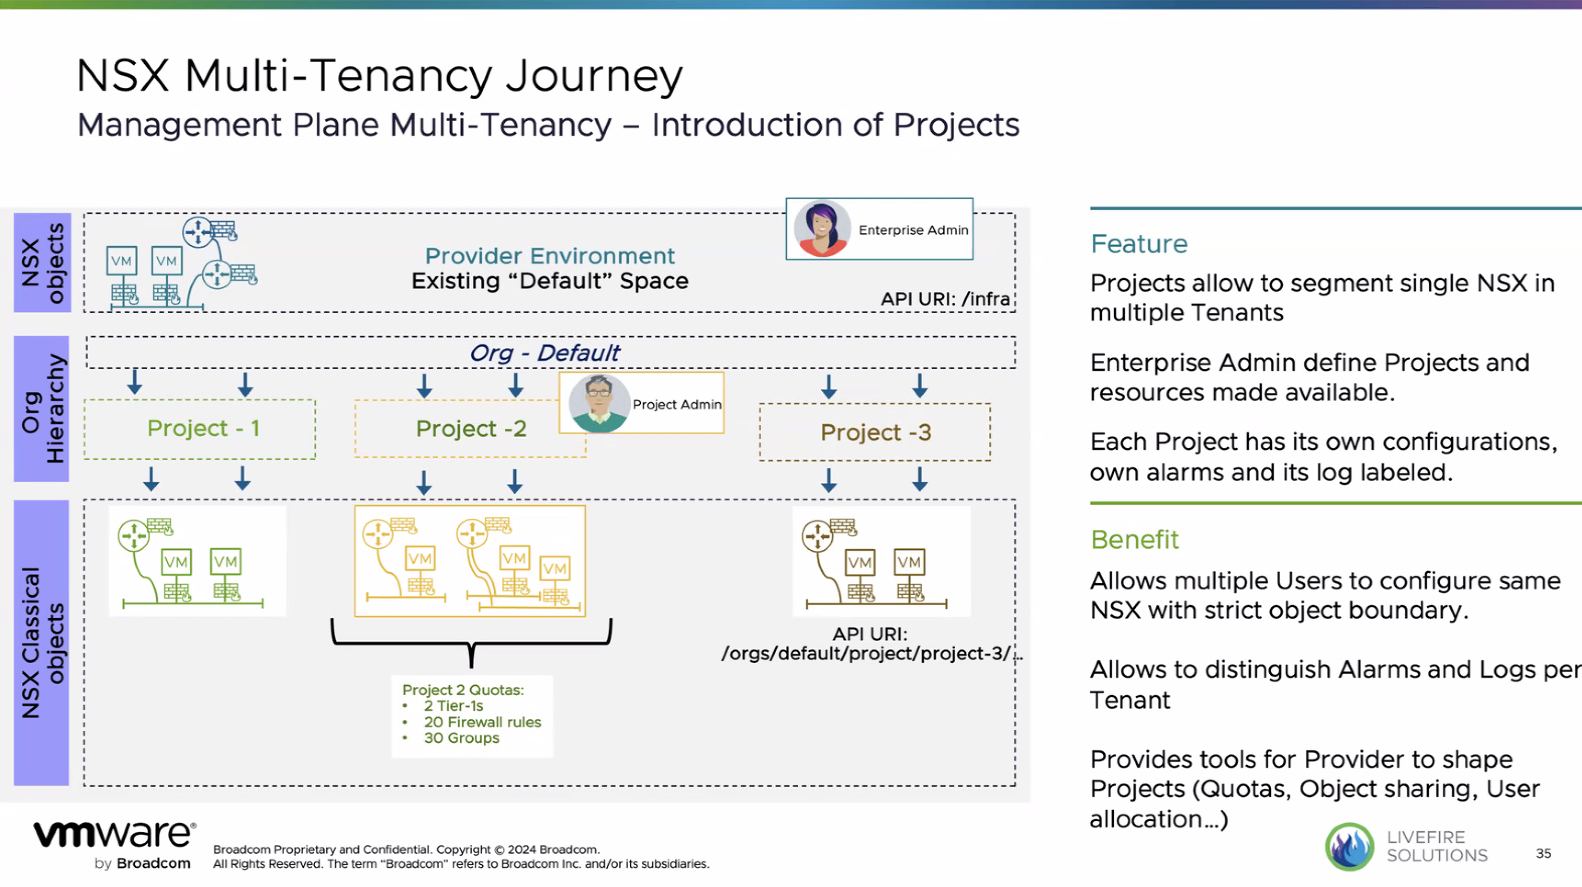 NSX Multi-Tenancy Journey
Management Plane Multi-Tenancy – Introduction of Projects
NSX
objects
VM
VM
Provider Environment
Existing “Default” Space
Enterprise Admin
API URI: /infra
Org
Hierarchy
Org - Default
Project - 1
Project -2
Project Admin
Project -3
NSX Classical
objects
VM
VM
VM
VM
VM
VM
VM
API URI:
/orgs/default/project/project-3/...
Project 2 Quotas:
• 2 Tier-1s
• 20 Firewall rules
• 30 Groups
Feature
Projects allow to segment single NSX in
multiple Tenants
Enterprise Admin define Projects and
resources made available.
Each Project has its own configurations,
own alarms and its log labeled.
Benefit
Allows multiple Users to configure same
NSX with strict object boundary.
Allows to distinguish Alarms and Logs per
Tenant
Provides tools for Provider to shape
Projects (Quotas, Object sharing, User
allocation…)
vmware®
by Broadcom
Broadcom Proprietary and Confidential. Copyright © 2024 Broadcom.
All Rights Reserved. The term “Broadcom” refers to Broadcom Inc. and/or its subsidiaries.
LIVEFIRE
SOLUTIONS
35